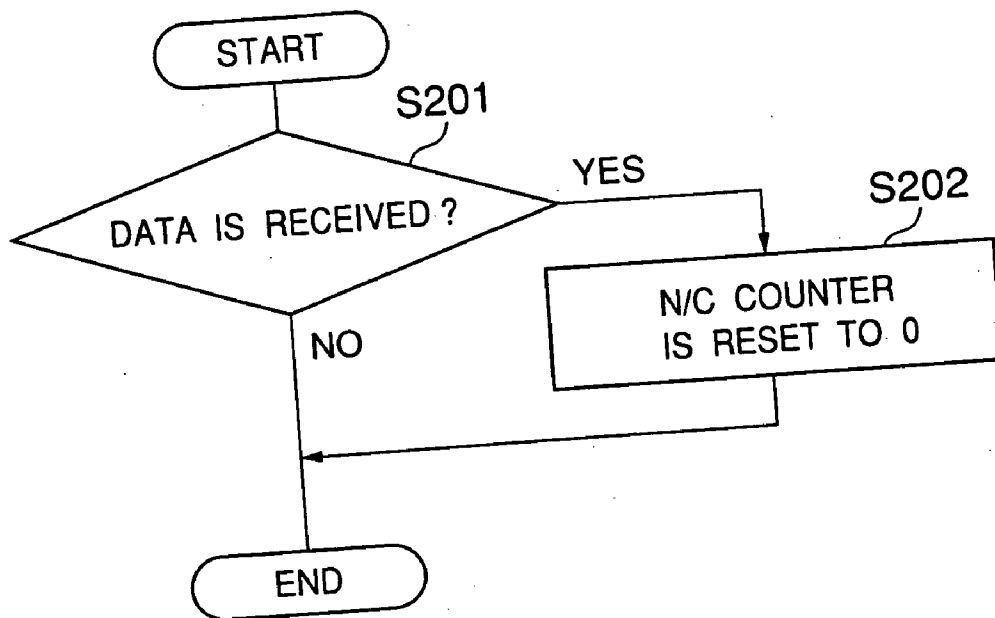 START
S201
DATA IS RECEIVED ?
YES
S202
N/C COUNTER
IS RESET TO 0
NO
END